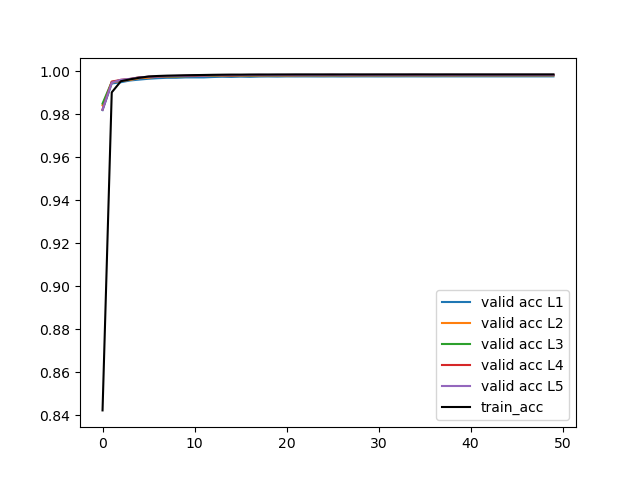 1.00
0.98
0.96
0.94
0.92
0.90
0.88
0.86
0.84
valid acc L1
valid acc L2
valid acc L3
valid acc L4
valid acc L5
train_acc
0 10 20 30 40 50